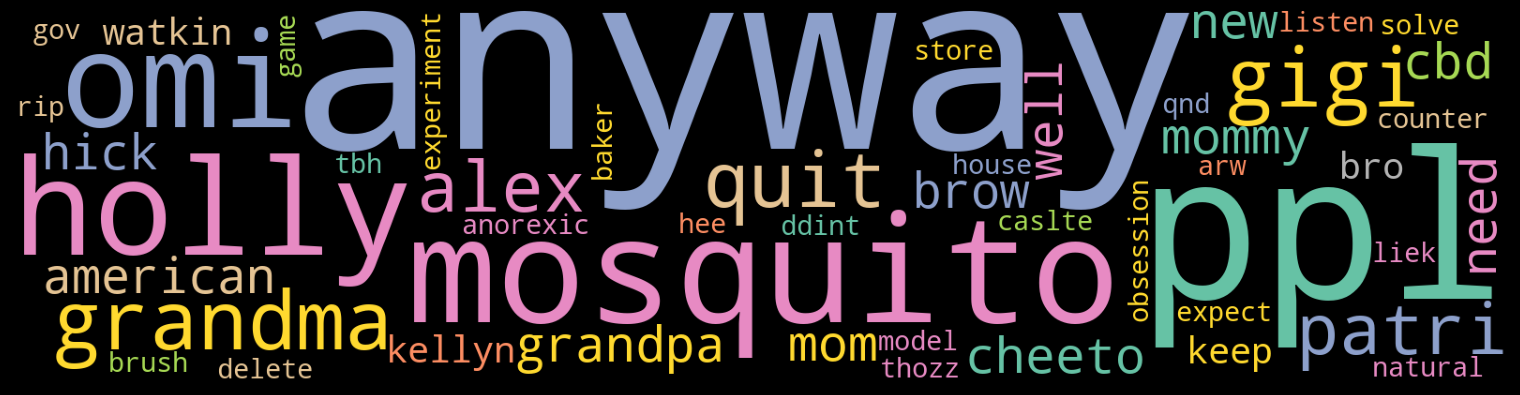 gov
watkin
omi
game
anyway
experiment
store
new
listen
solve
gigi
cbd
rip
hick
tbh
baker
well
qnd
mommy
counter
holly
alex
quit
house
brow
arw
bro
ppl
need
anorexic
hee
ddint
caslte
obsession
liek
american
mosquito
grandma
expect
patri
kellyn
grandpa
mom
model
cheeto
keep
brush
delete
thozz
natural